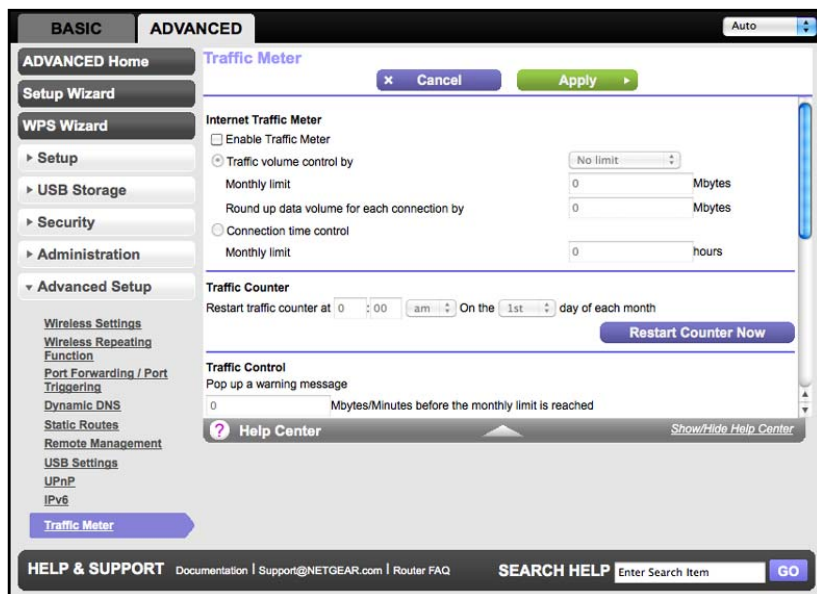 BASIC
ADVANCED
Auto
ADVANCED Home
Setup Wizard
WPS Wizard
Setup
USB Storage
Security
Administration
Advanced Setup
Wireless Settings
Wireless Repeating
Function
Port Forwarding / Port
Triggering
Dynamic DNS
Static Routes
Remote Management
USB Settings
UPnP
IPv6
Traffic Meter
Traffic Meter
× Cancel
Apply
Internet Traffic Meter
Enable Traffic Meter
Traffic volume control by No limit
Monthly limit 0 Mbytes
Round up data volume for each connection by 0 Mbytes
Connection time control
Monthly limit 0 hours
Traffic Counter
Restart traffic counter at 0 : 00 am On the 1st day of each month
Restart Counter Now
Traffic Control
Pop up a warning message
0 Mbytes/Minutes before the monthly limit is reached
? Help Center
Show/Hide Help Center
HELP & SUPPORT Documentation | Support@NETGEAR.com | Router FAQ
SEARCH HELP Enter Search Item GO